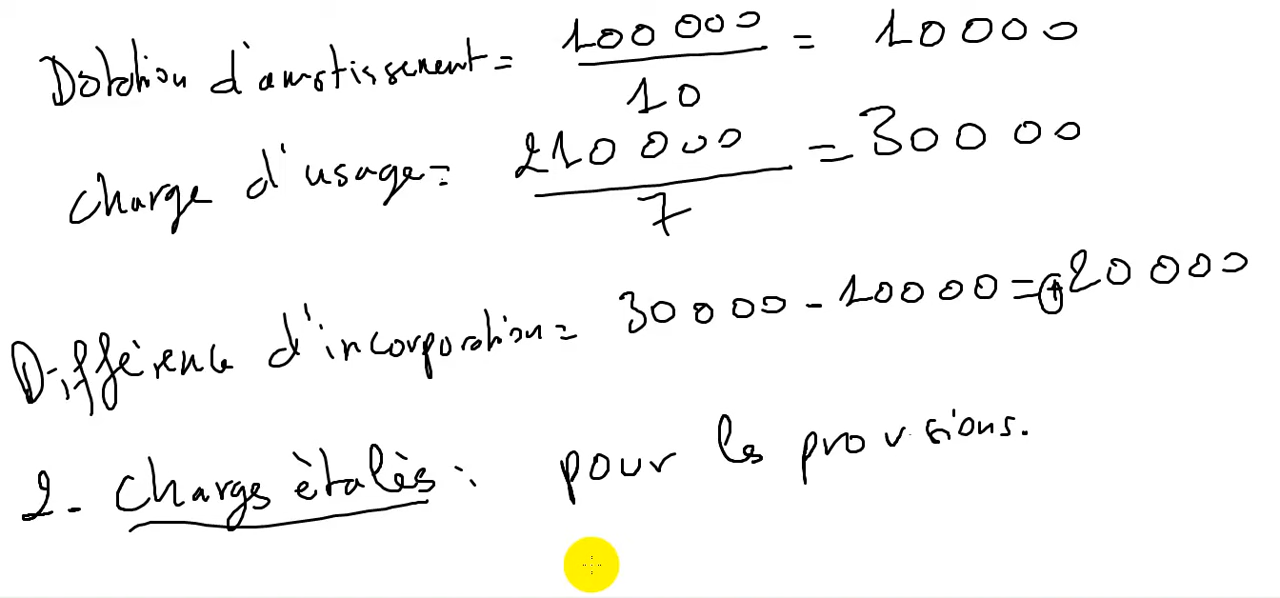 Dotation d'amortissement = 100 000 / 10 = 10 000
charge d'usage = 210 000 / 7 = 30 000
Différence d'incorporation = 30 000 - 10 000 = + 20 000
2 - charges étalés : pour les provisions.